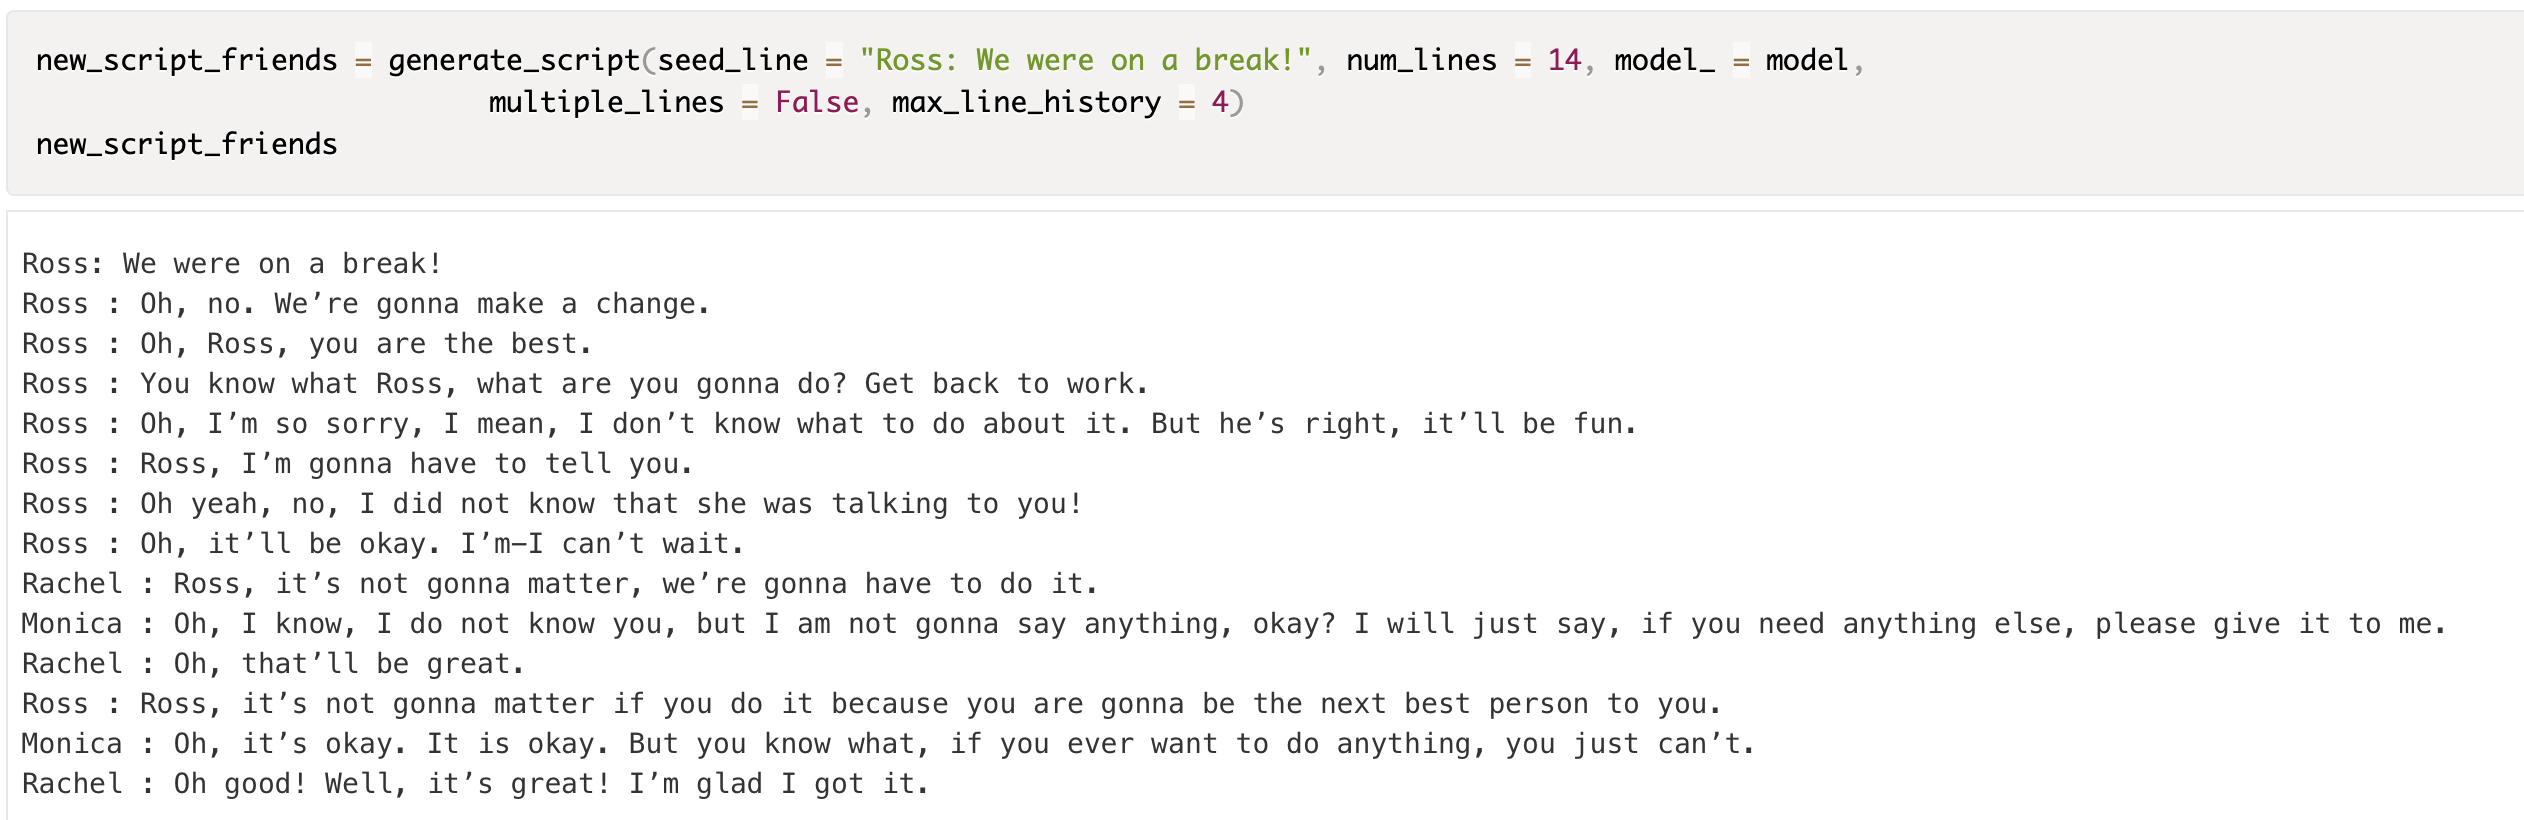 new_script_friends = generate_script(seed_line = "Ross: We were on a break!", num_lines = 14, model_ = model,
multiple_lines = False, max_line_history = 4)
new_script_friends
Ross: We were on a break!
Ross : Oh, no. We’re gonna make a change.
Ross : Oh, Ross, you are the best.
Ross : You know what Ross, what are you gonna do? Get back to work.
Ross : Oh, I’m so sorry, I mean, I don’t know what to do about it. But he’s right, it’ll be fun.
Ross : Ross, I’m gonna have to tell you.
Ross : Oh yeah, no, I did not know that she was talking to you!
Ross : Oh, it’ll be okay. I’m–I can’t wait.
Rachel : Ross, it’s not gonna matter, we’re gonna have to do it.
Monica : Oh, I know, I do not know you, but I am not gonna say anything, okay? I will just say, if you need anything else, please give it to me.
Rachel : Oh, that’ll be great.
Ross : Ross, it’s not gonna matter if you do it because you are gonna be the next best person to you.
Monica : Oh, it’s okay. It is okay. But you know what, if you ever want to do anything, you just can’t.
Rachel : Oh good! Well, it’s great! I’m glad I got it.